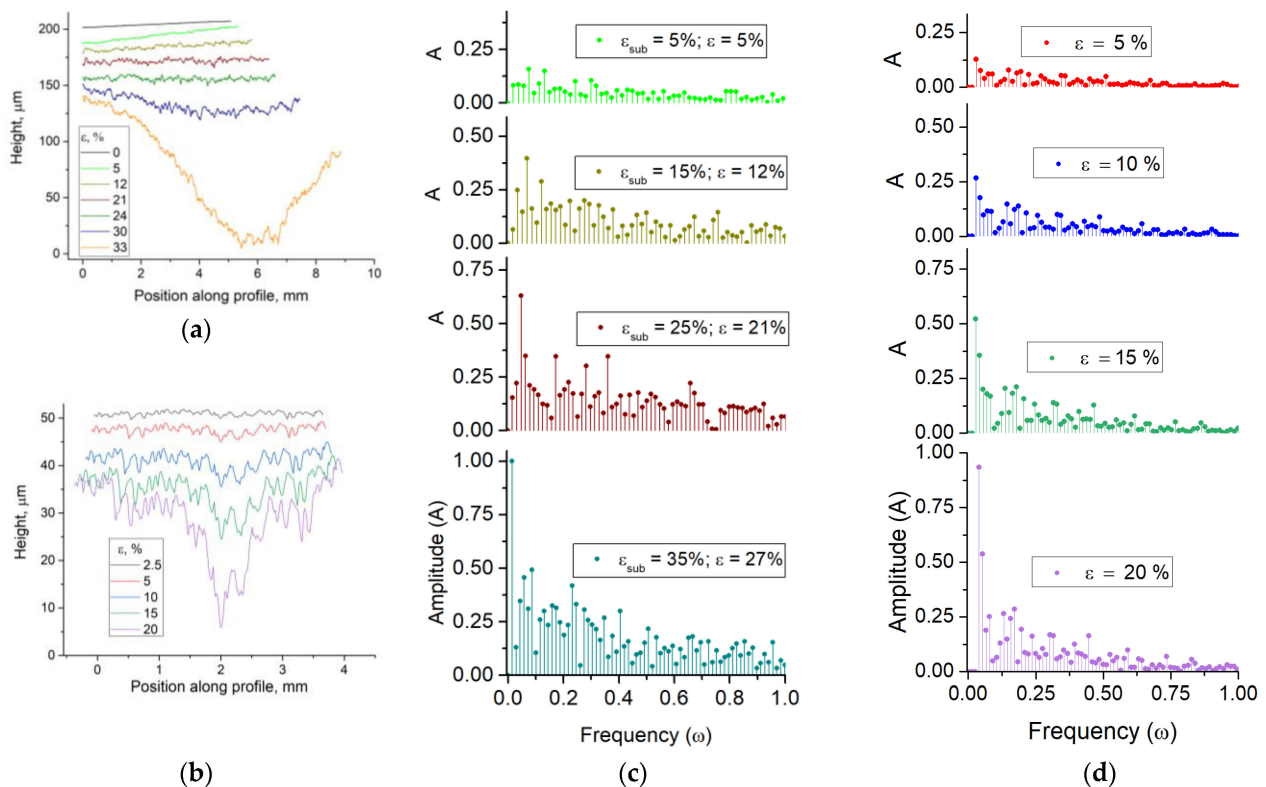 200
150
100
50
0
Height, µm
ε, %
0
5
12
21
24
30
33
0 2 4 6 8 10
Position along profile, mm
(a)
50
40
30
20
10
0
Height, µm
ε, %
2.5
5
10
15
20
0 1 2 3 4
Position along profile, mm
(b)
0.25
0.00
A
ε_sub = 5%; ε = 5%
0.50
0.25
0.00
A
ε_sub = 15%; ε = 12%
0.75
0.50
0.25
0.00
A
ε_sub = 25%; ε = 21%
1.00
0.75
0.50
0.25
0.00
Amplitude (A)
ε_sub = 35%; ε = 27%
0.0 0.2 0.4 0.6 0.8 1.0
Frequency (ω)
(c)
0.25
0.00
A
ε = 5 %
0.50
0.25
0.00
A
ε = 10 %
0.75
0.50
0.25
0.00
A
ε = 15 %
1.00
0.75
0.50
0.25
0.00
Amplitude (A)
ε = 20 %
0.00 0.25 0.50 0.75 1.00
Frequency (ω)
(d)